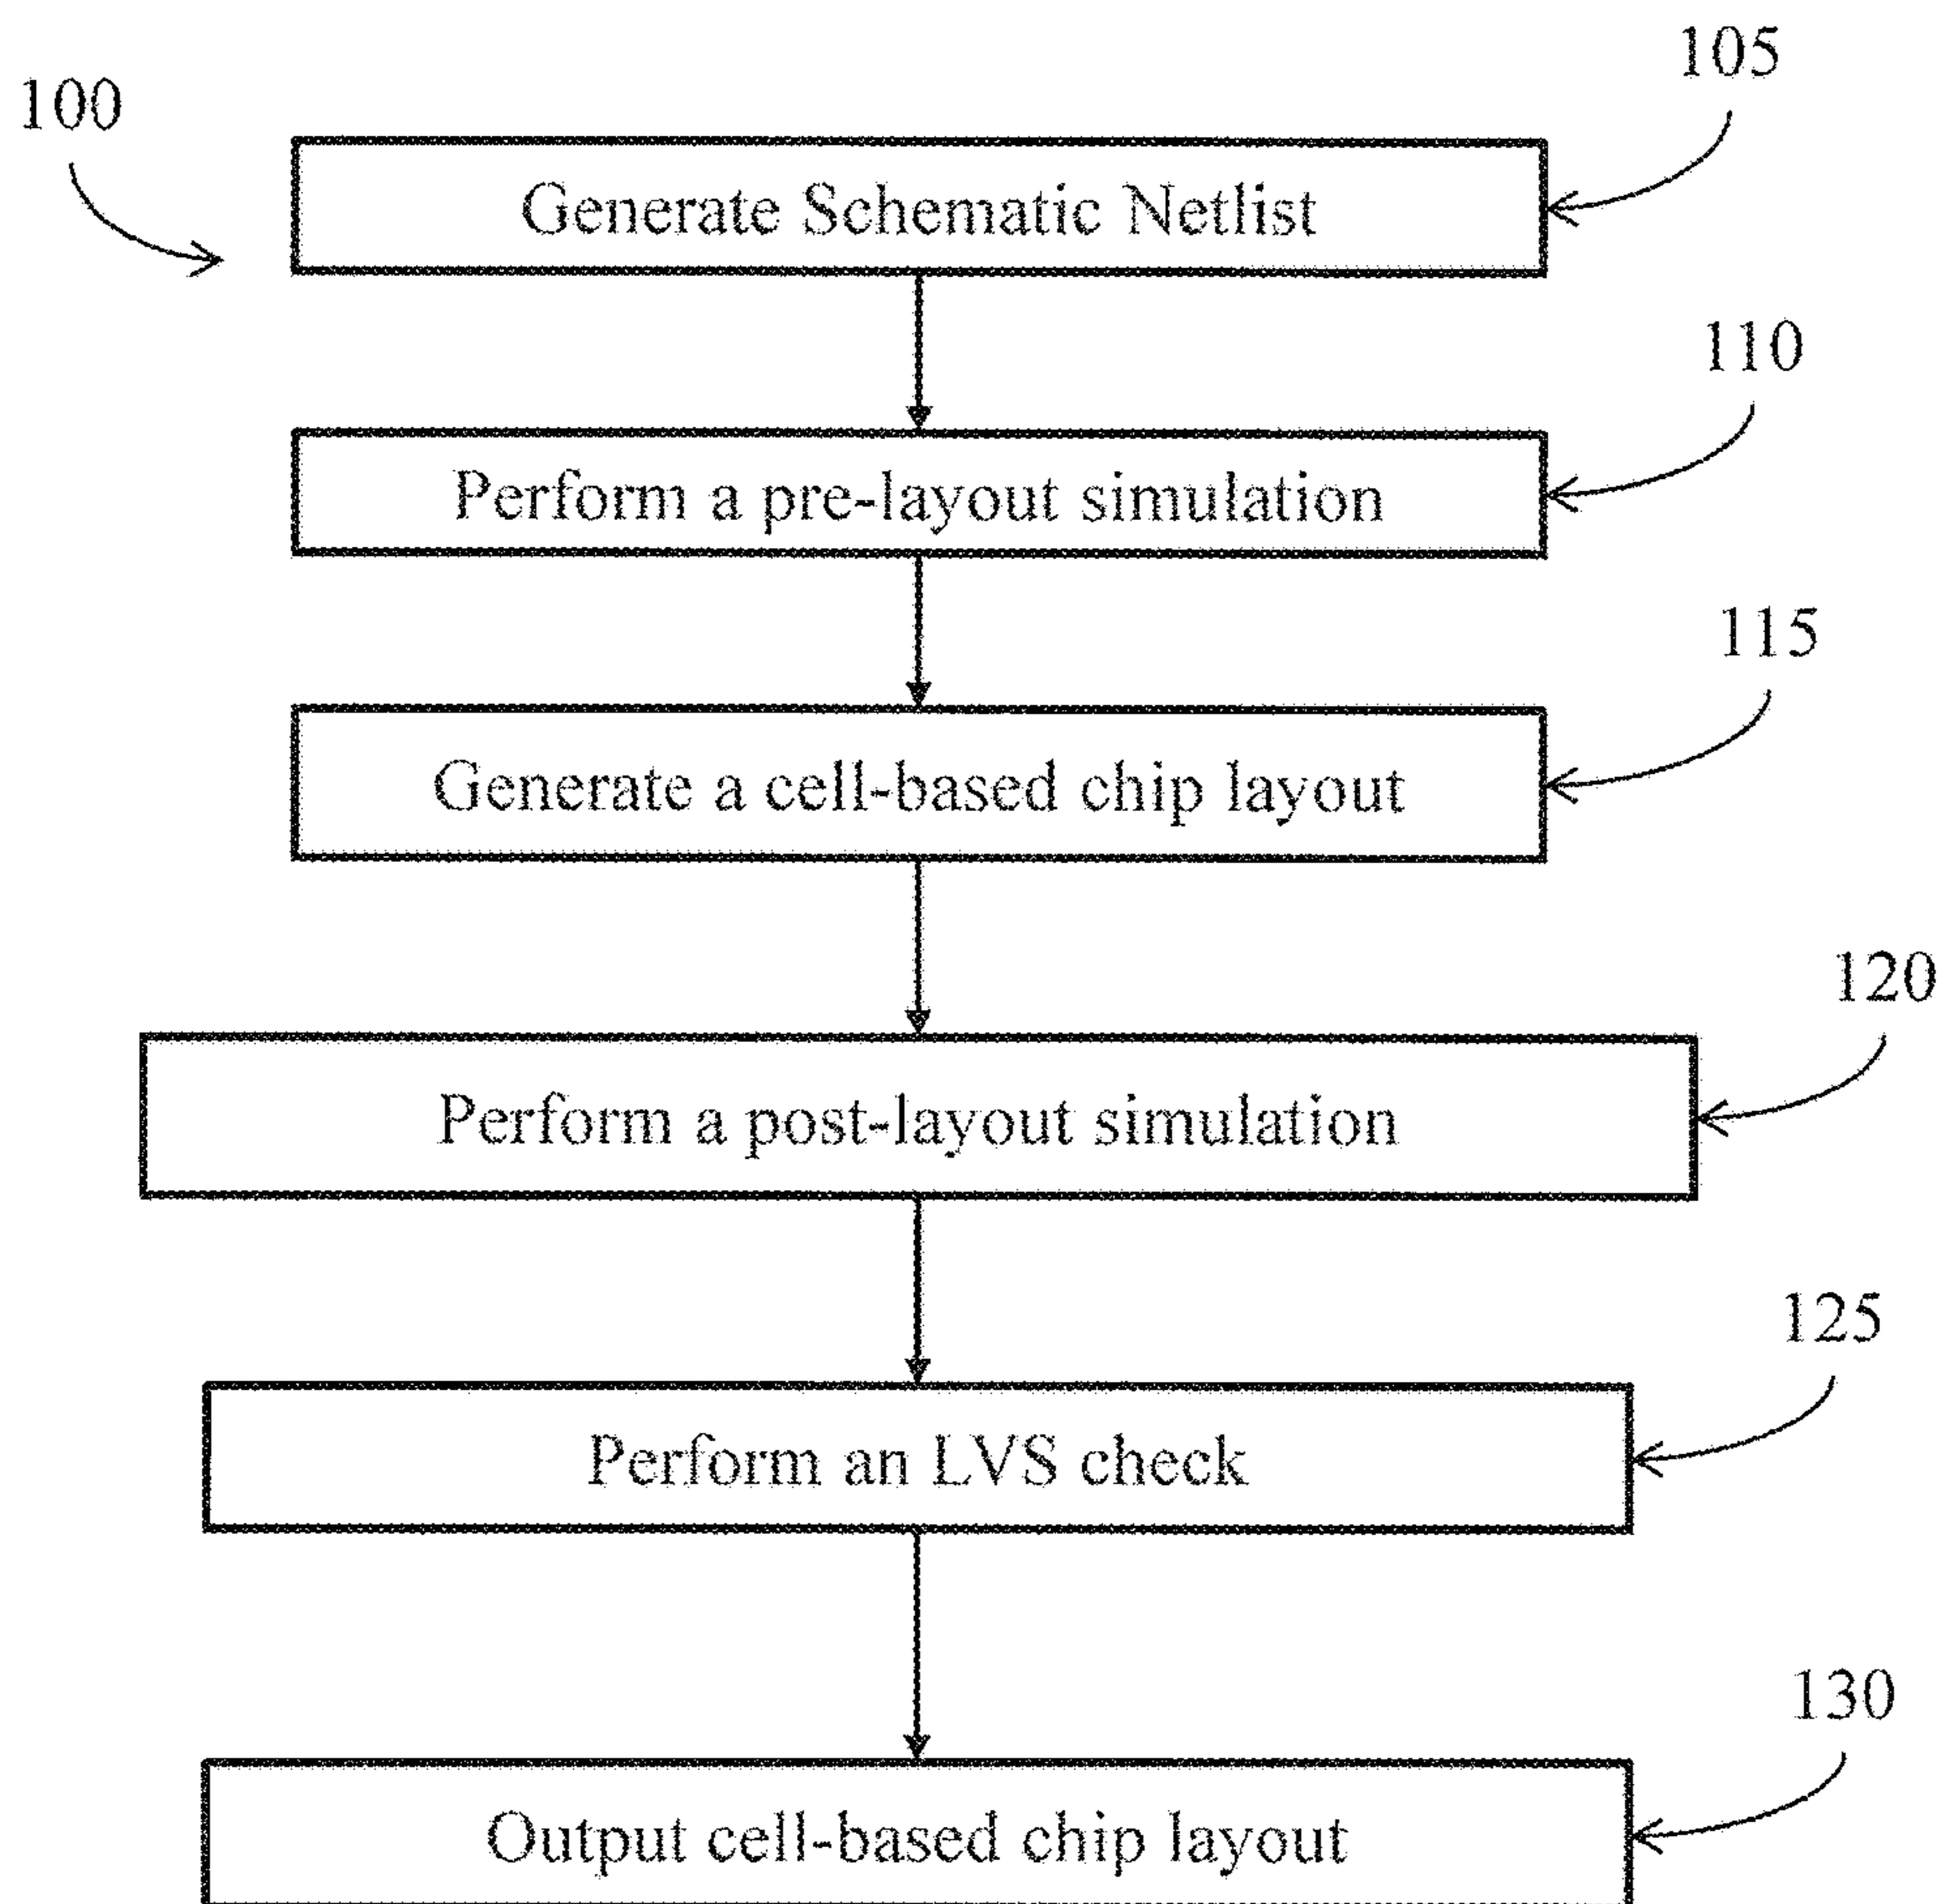 105
100
Generate Schematic Netlist
110
Perform a pre-layout simulation
115
Generate a cell-based chip layout
120
Perform a post-layout simulation
125
Perform an LVS check
130
Output cell-based chip layout